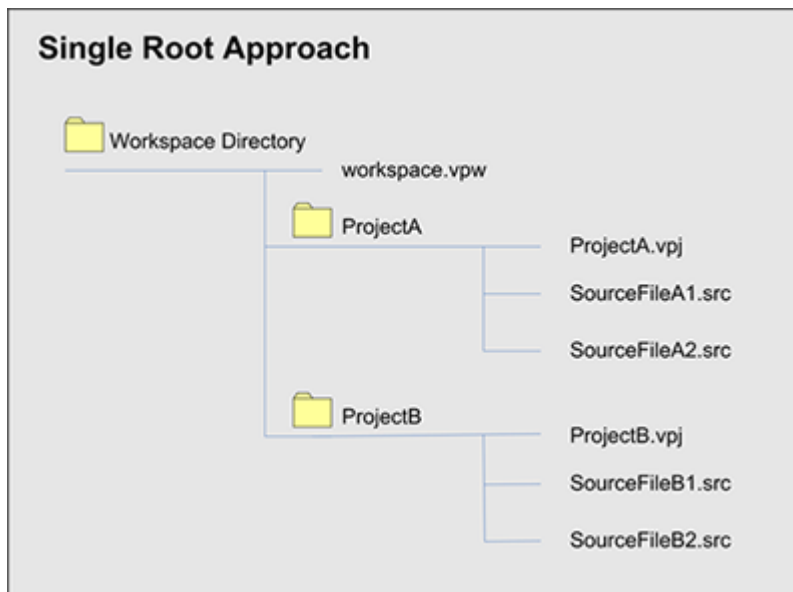 Single Root Approach
Workspace Directory
workspace.vpw
ProjectA
ProjectA.vpj
SourceFileA1.src
SourceFileA2.src
ProjectB
ProjectB.vpj
SourceFileB1.src
SourceFileB2.src